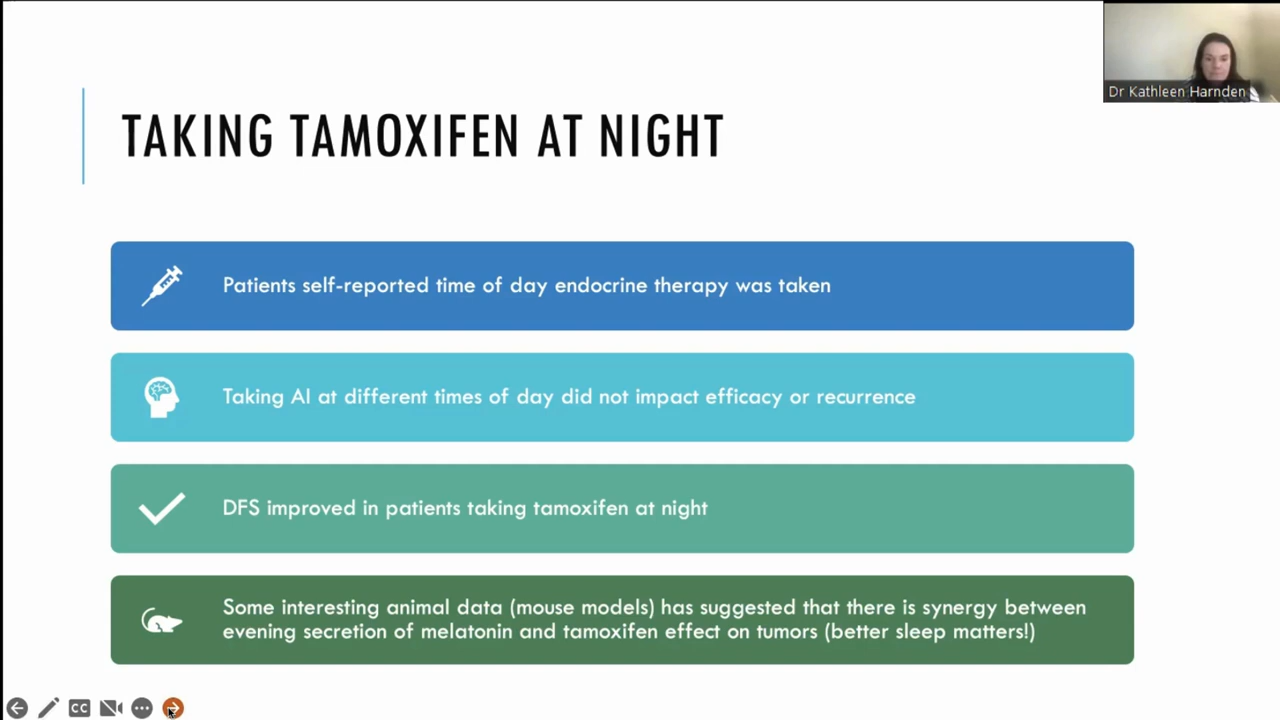 Dr Kathleen Harnden
TAKING TAMOXIFEN AT NIGHT
Patients self-reported time of day endocrine therapy was taken
Taking AI at different times of day did not impact efficacy or recurrence
DFS improved in patients taking tamoxifen at night
Some interesting animal data (mouse models) has suggested that there is synergy between
evening secretion of melatonin and tamoxifen effect on tumors (better sleep matters!)
CC